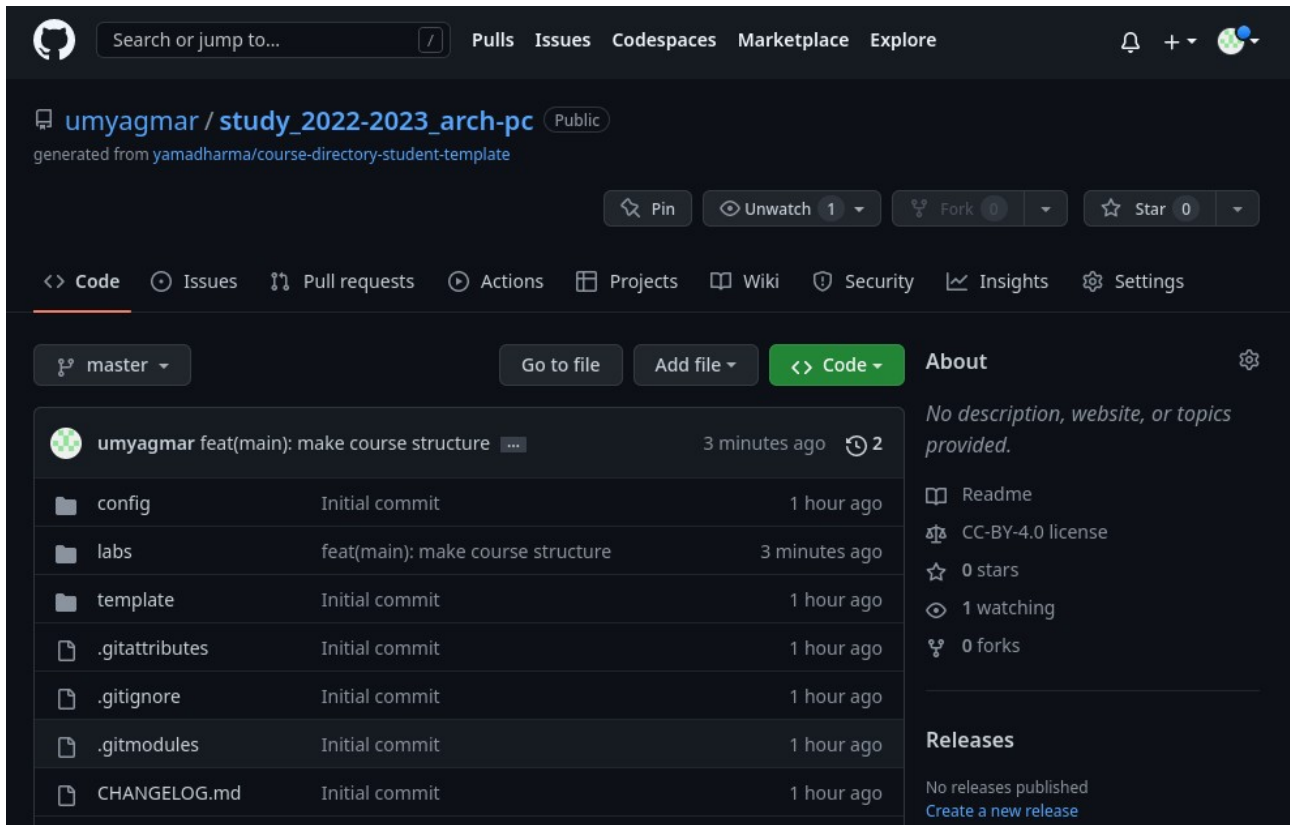 Search or jump to... / Pulls Issues Codespaces Marketplace Explore
umyagmar / study_2022-2023_arch-pc Public
generated from yamadharma/course-directory-student-template
Pin Unwatch 1 Fork 0 Star 0
Code Issues Pull requests Actions Projects Wiki Security Insights Settings
master Go to file Add file Code
umyagmar feat(main): make course structure ... 3 minutes ago 2
config Initial commit 1 hour ago
labs feat(main): make course structure 3 minutes ago
template Initial commit 1 hour ago
.gitattributes Initial commit 1 hour ago
.gitignore Initial commit 1 hour ago
.gitmodules Initial commit 1 hour ago
CHANGELOG.md Initial commit 1 hour ago
About
No description, website, or topics
provided.
Readme
CC-BY-4.0 license
0 stars
1 watching
0 forks
Releases
No releases published
Create a new release